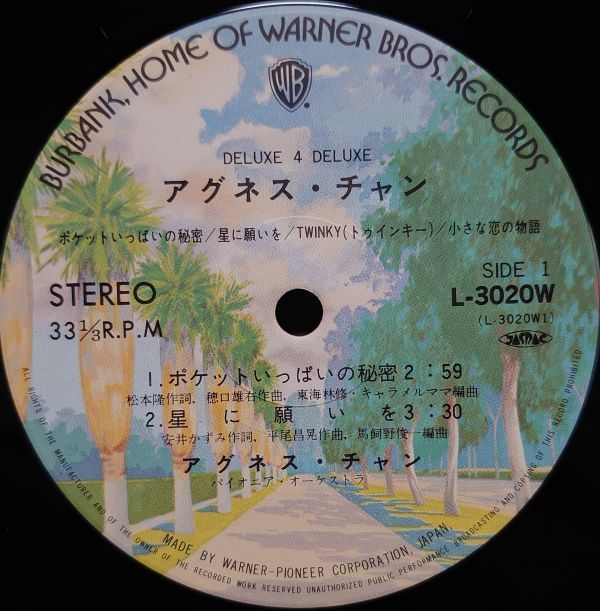 BURBANK, HOME OF WARNER BROS. RECORDS
WB
DELUXE 4 DELUXE
アグネス・チャン
ポケットいっぱいの秘密/星に願いを/TWINKY(トゥインキー)/小さな恋の物語
STEREO
33 1/3 R.P.M
SIDE 1
L-3020W
(L-3020W1)
JASRAC
1. ポケットいっぱいの秘密 2:59
松本隆作詞、穂口雄右作曲、東海林修・キャラメルママ編曲
2. 星に願いを 3:30
安井かずみ作詞、平尾昌晃作曲、馬飼野俊一編曲
アグネス・チャン
パイオニア・オーケストラ
MADE BY WARNER-PIONEER CORPORATION, JAPAN,
ALL RIGHTS OF THE MANUFACTURER AND OF THE OWNER OF THE RECORDED WORK RESERVED UNAUTHORIZED PUBLIC PERFORMANCE BROADCASTING AND COPYING OF THIS RECORD PROHIBITED